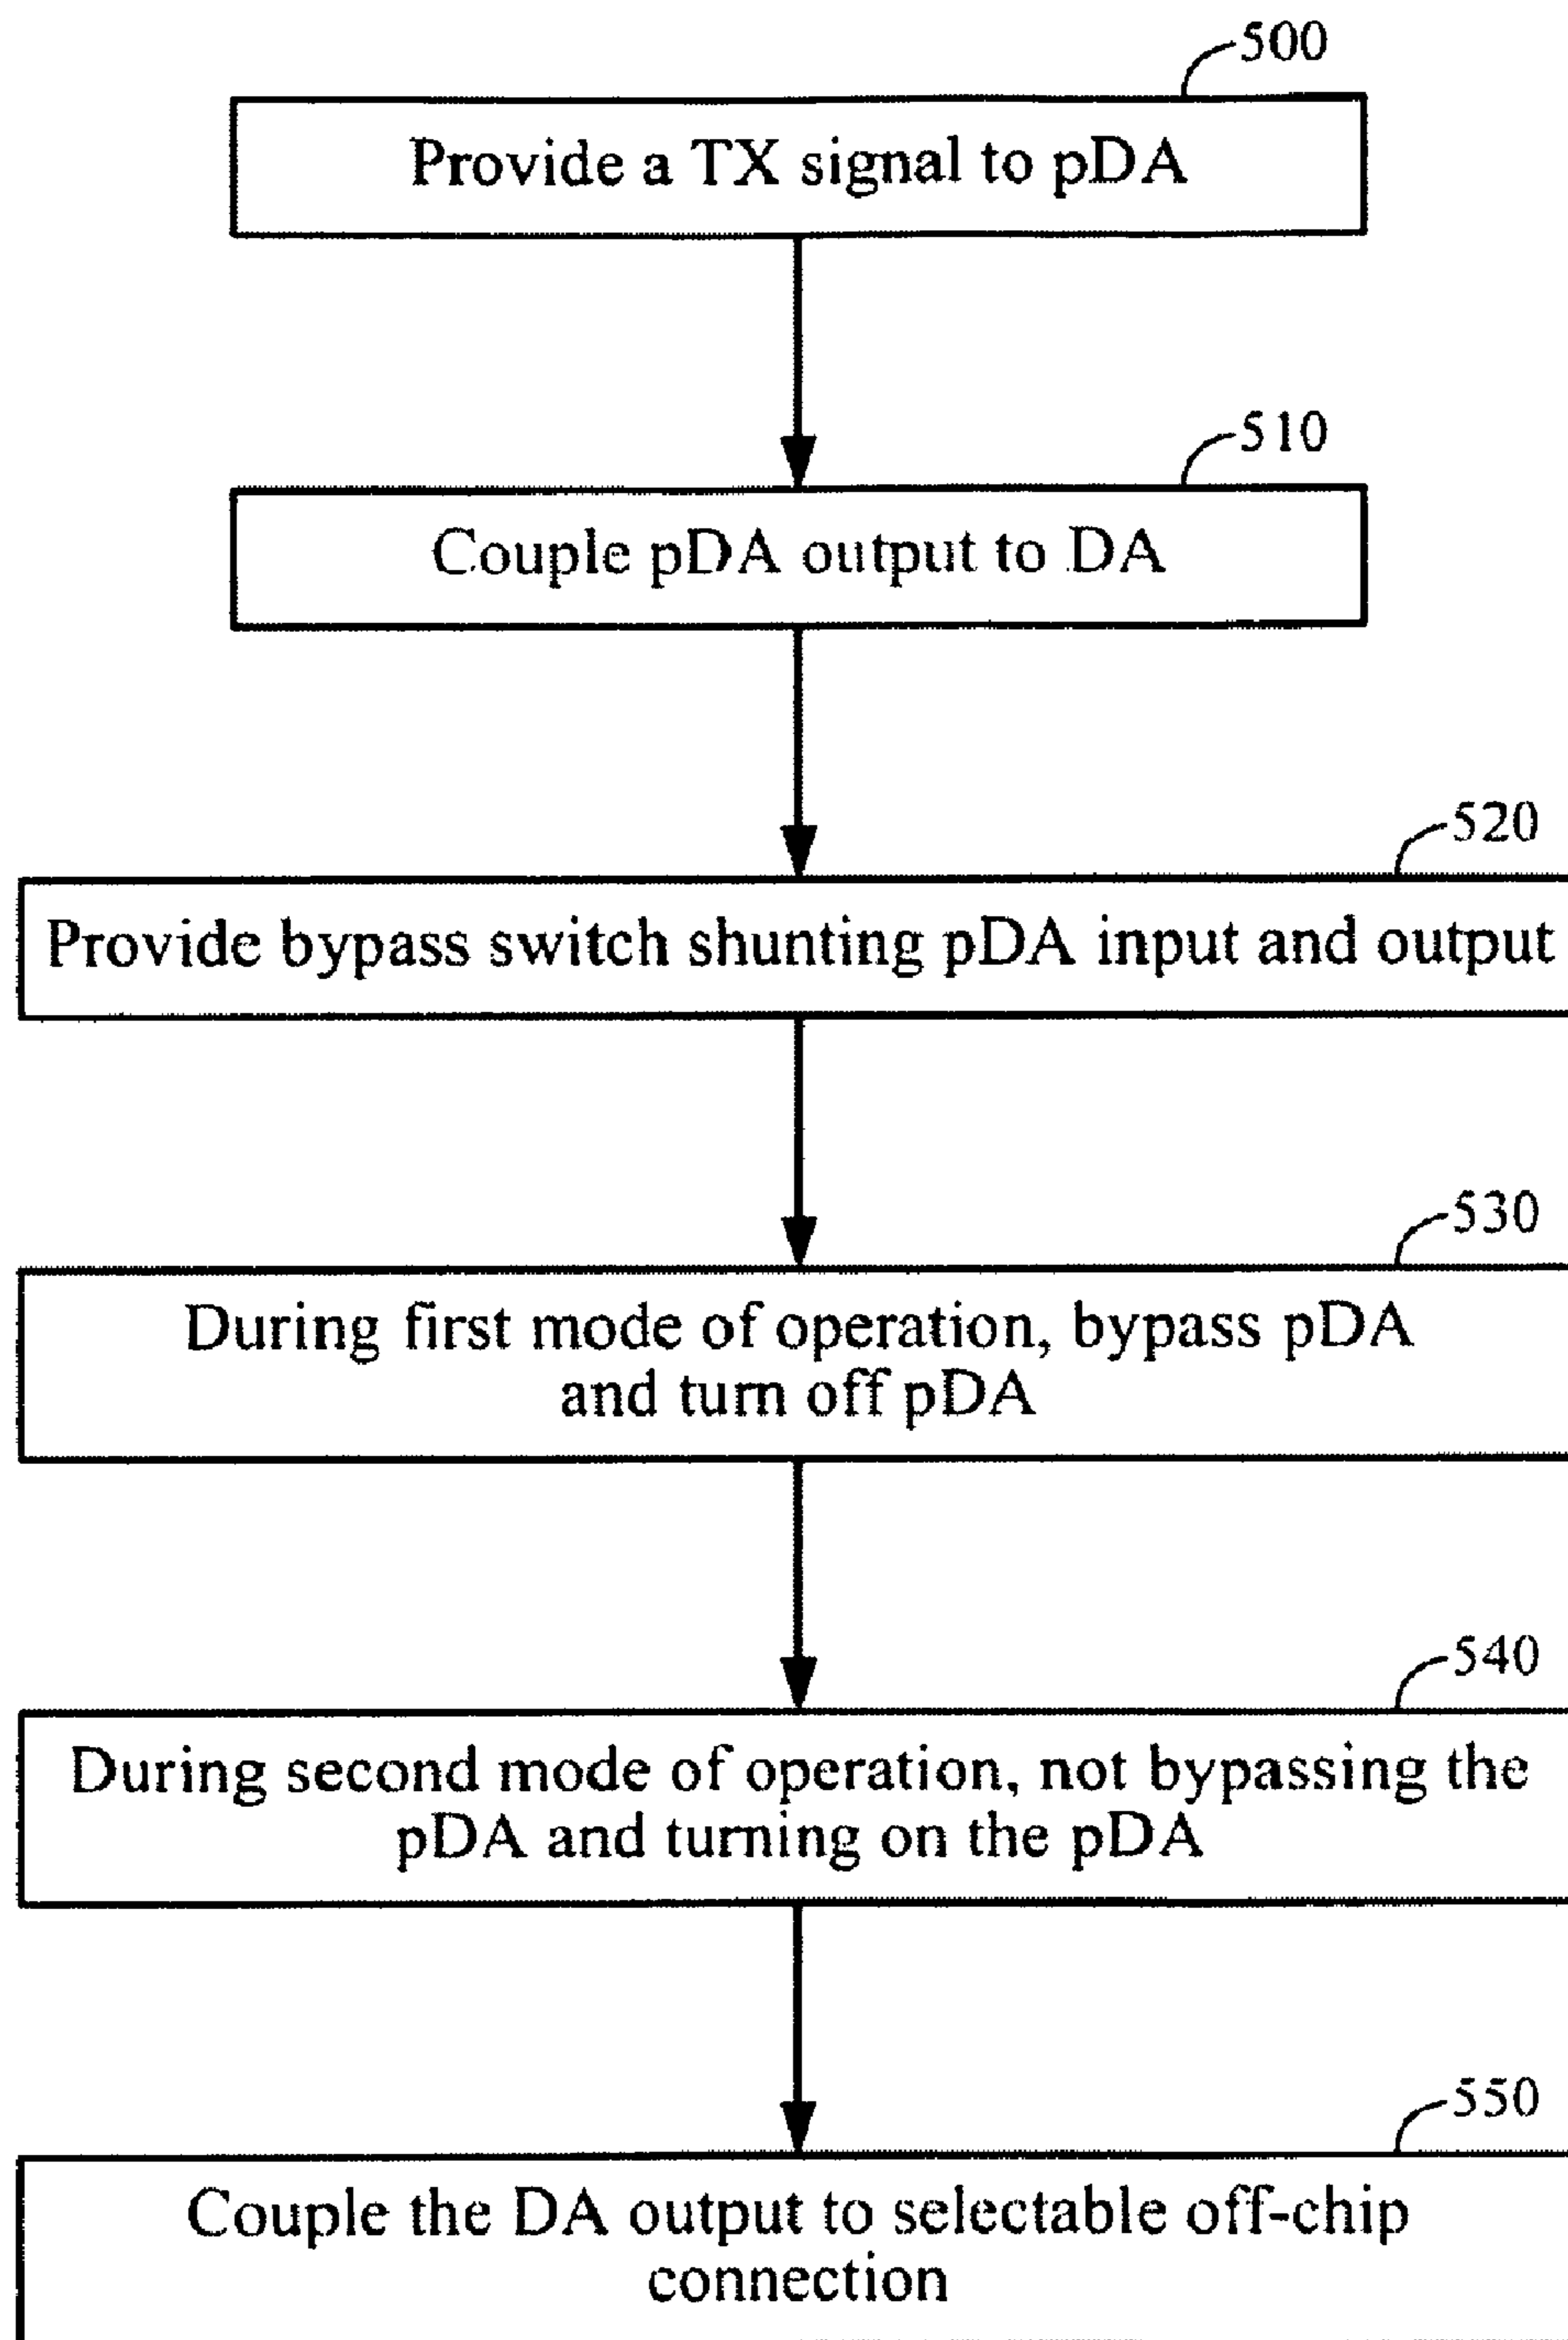 500
Provide a TX signal to pDA
510
Couple pDA output to DA
520
Provide bypass switch shunting pDA input and output
530
During first mode of operation, bypass pDA
and turn off pDA
540
During second mode of operation, not bypassing the
pDA and turning on the pDA
550
Couple the DA output to selectable off-chip
connection